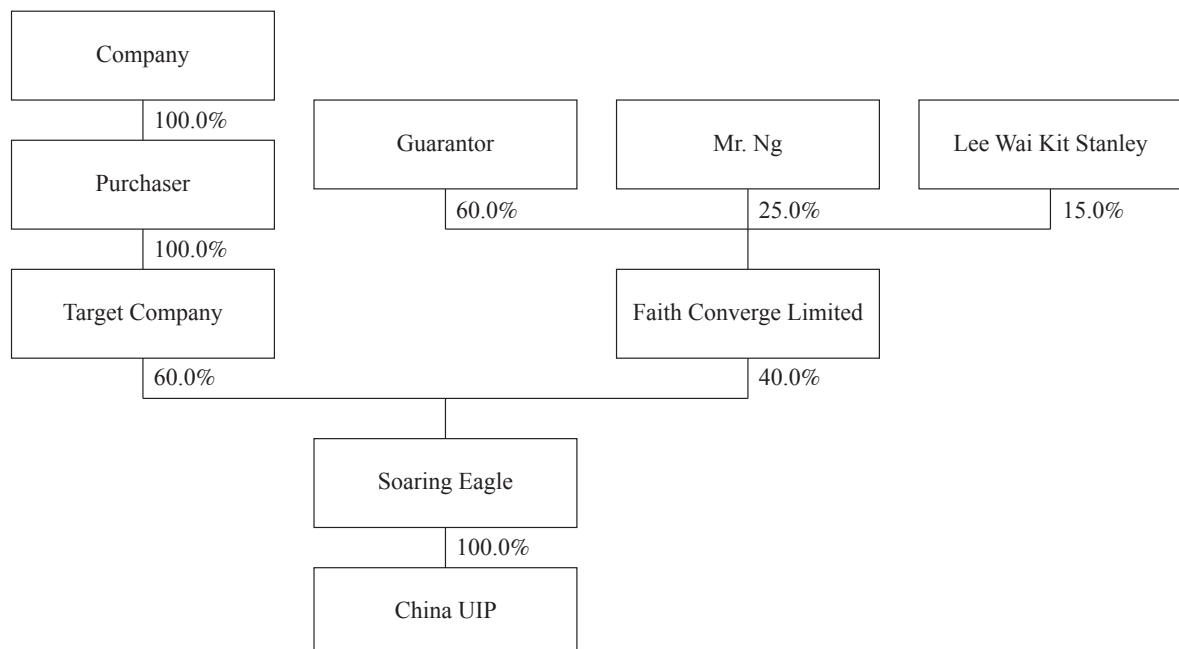 Company
100.0%
Guarantor
Mr. Ng
Lee Wai Kit Stanley
Purchaser
60.0%
25.0%
15.0%
100.0%
Target Company
Faith Converge Limited
60.0%
40.0%
Soaring Eagle
100.0%
China UIP